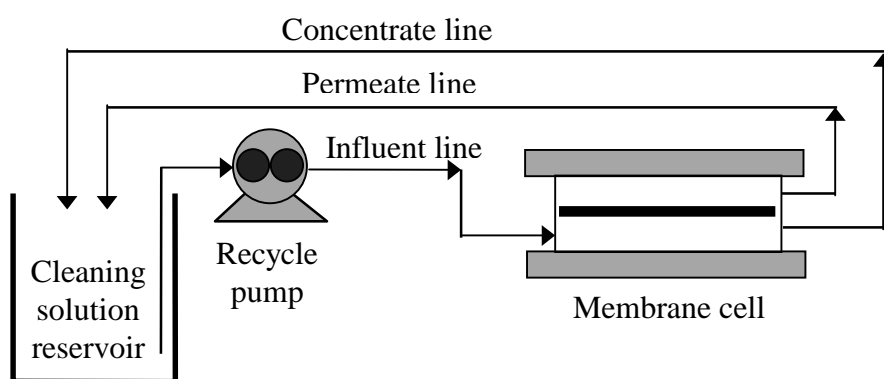 Concentrate line
Permeate line
Influent line
Recycle
pump
Cleaning
solution
reservoir
Membrane cell